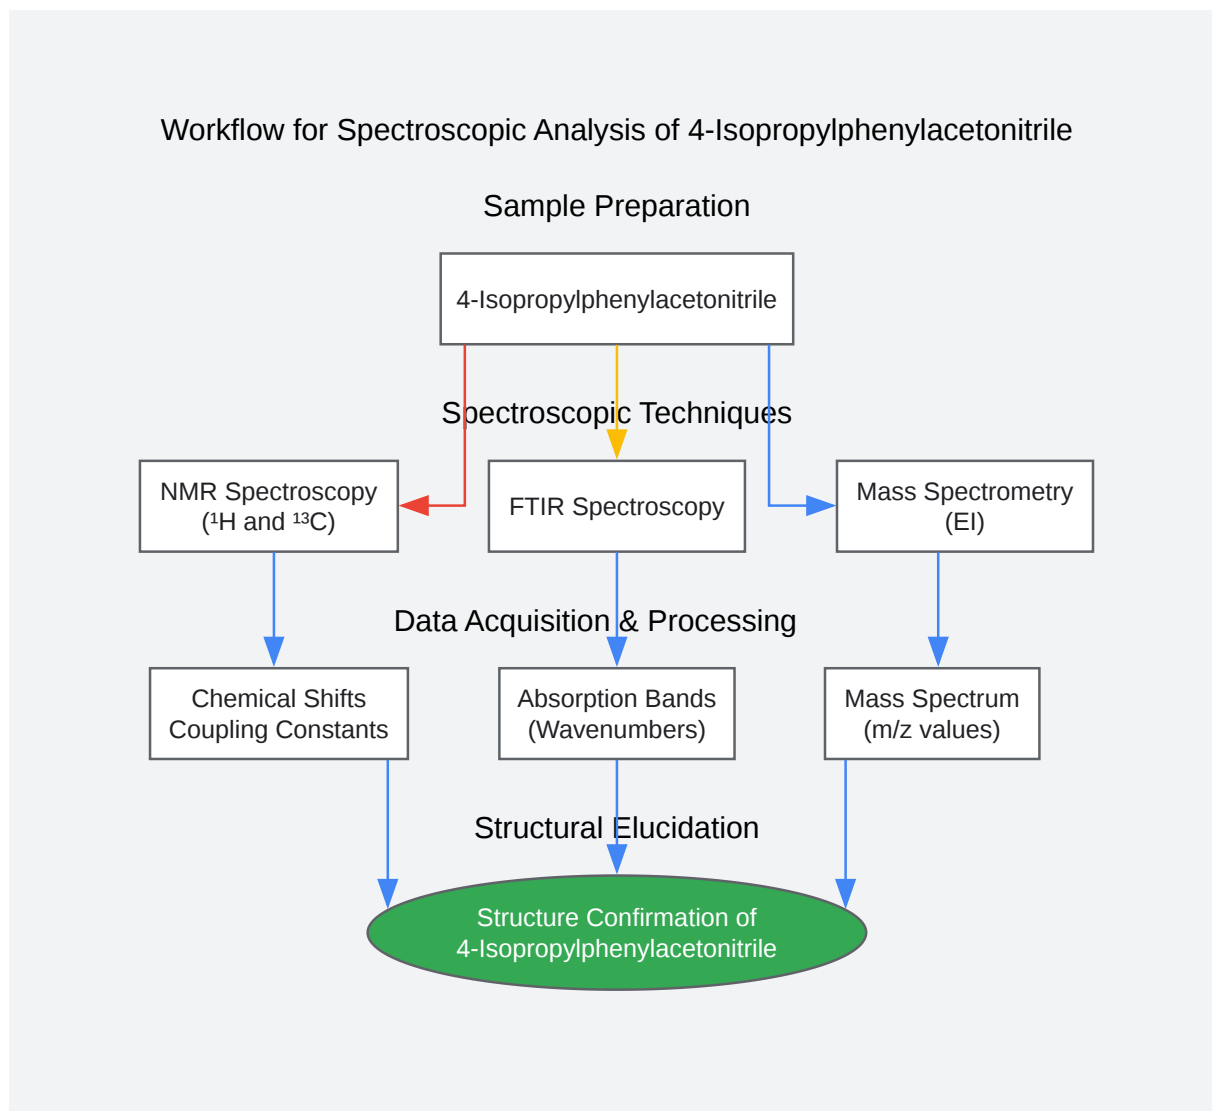 Workflow for Spectroscopic Analysis of 4-Isopropylphenylacetonitrile
Sample Preparation
4-Isopropylphenylacetonitrile
Spectroscopic Techniques
NMR Spectroscopy
(¹H and ¹³C)
FTIR Spectroscopy
Mass Spectrometry
(EI)
Data Acquisition & Processing
Chemical Shifts
Coupling Constants
Absorption Bands
(Wavenumbers)
Mass Spectrum
(m/z values)
Structural Elucidation
Structure Confirmation of
4-Isopropylphenylacetonitrile